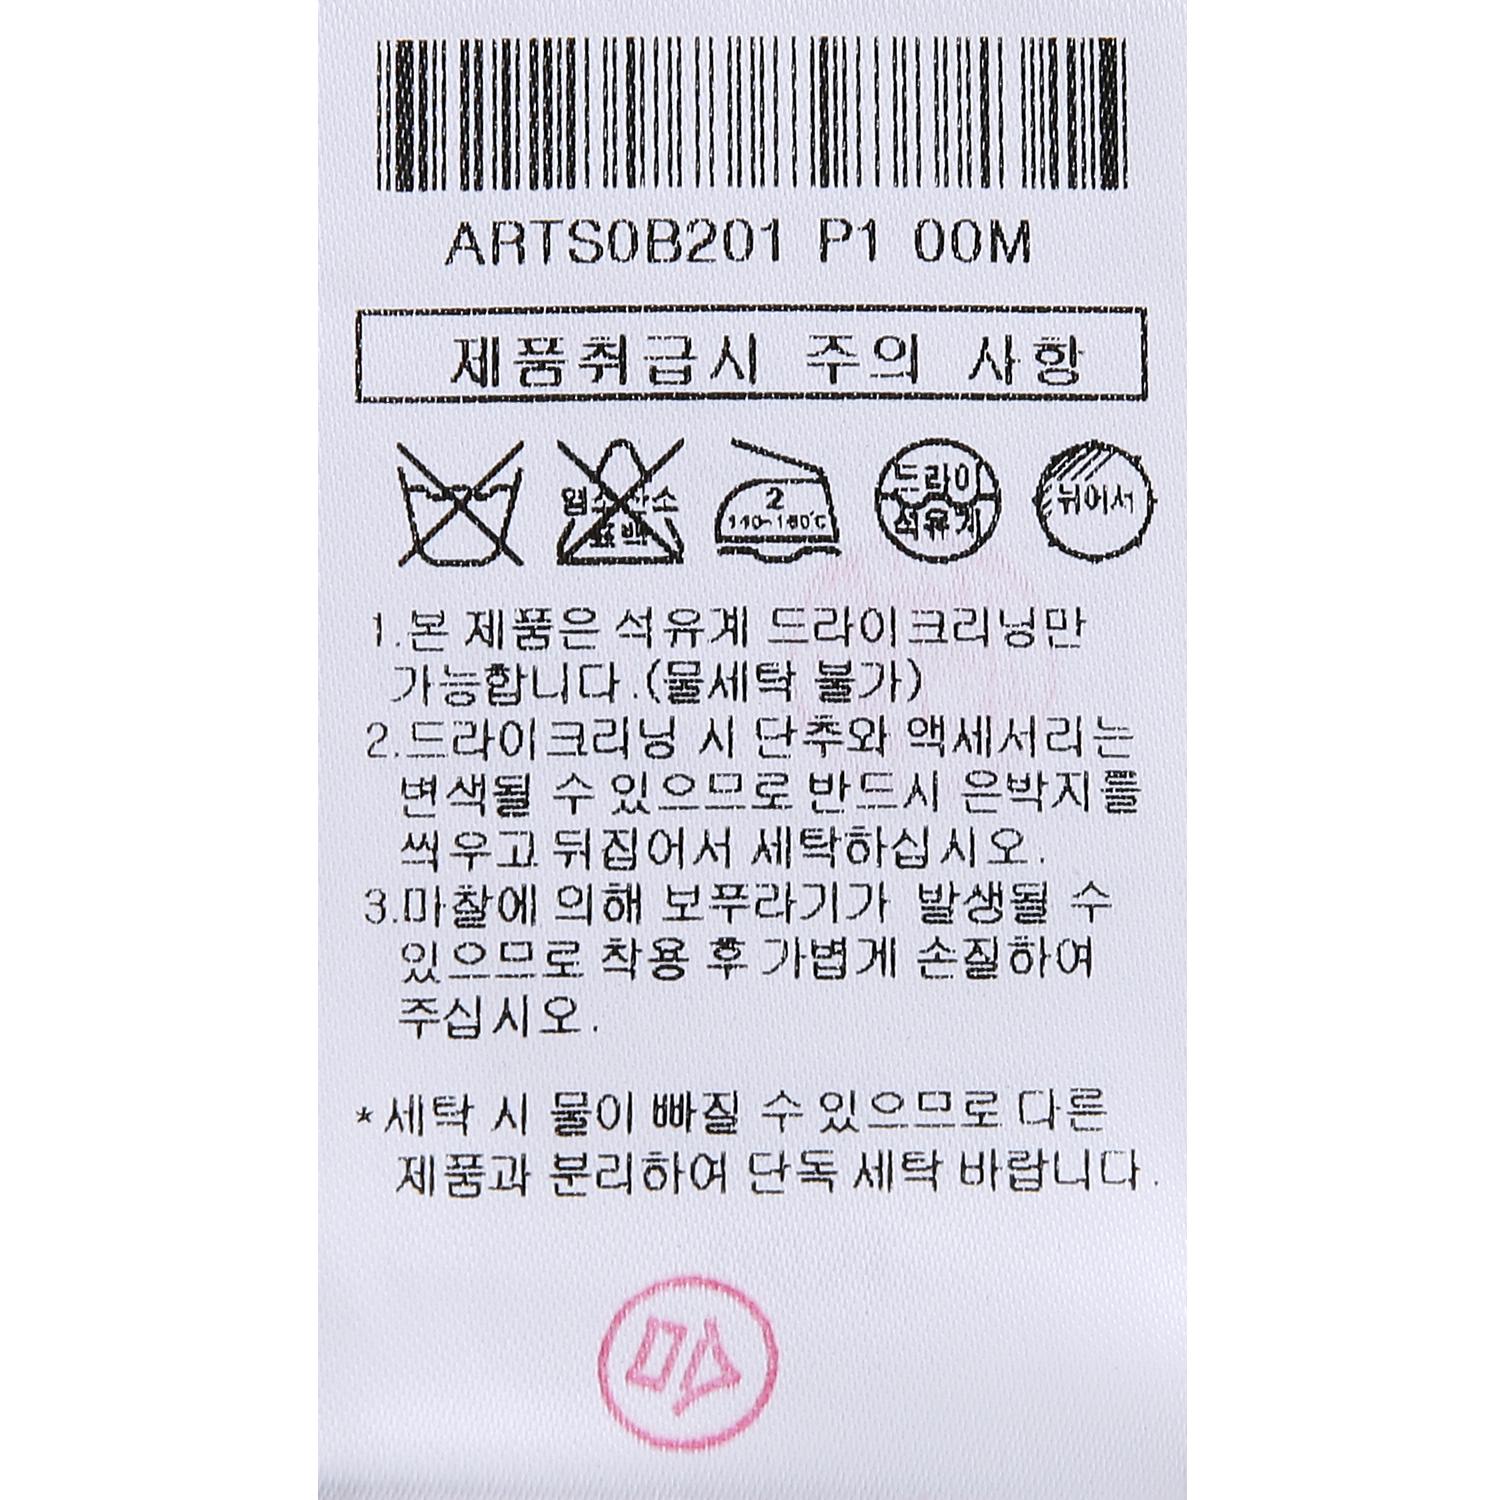 ARTS0B201 P1 00M
제품취급시 주의 사항
염소산소
표백
2
140~160℃
드라이
석유계
뉘어서
1.본 제품은 석유계 드라이크리닝만
가능합니다.(물세탁 불가)
2.드라이크리닝 시 단추와 액세서리는
변색될 수 있으므로 반드시 은박지를
씌우고 뒤집어서 세탁하십시오.
3.마찰에 의해 보푸라기가 발생될 수
있으므로 착용 후 가볍게 손질하여
주십시오.
*세탁 시 물이 빠질 수 있으므로 다른
제품과 분리하여 단독 세탁 바랍니다.